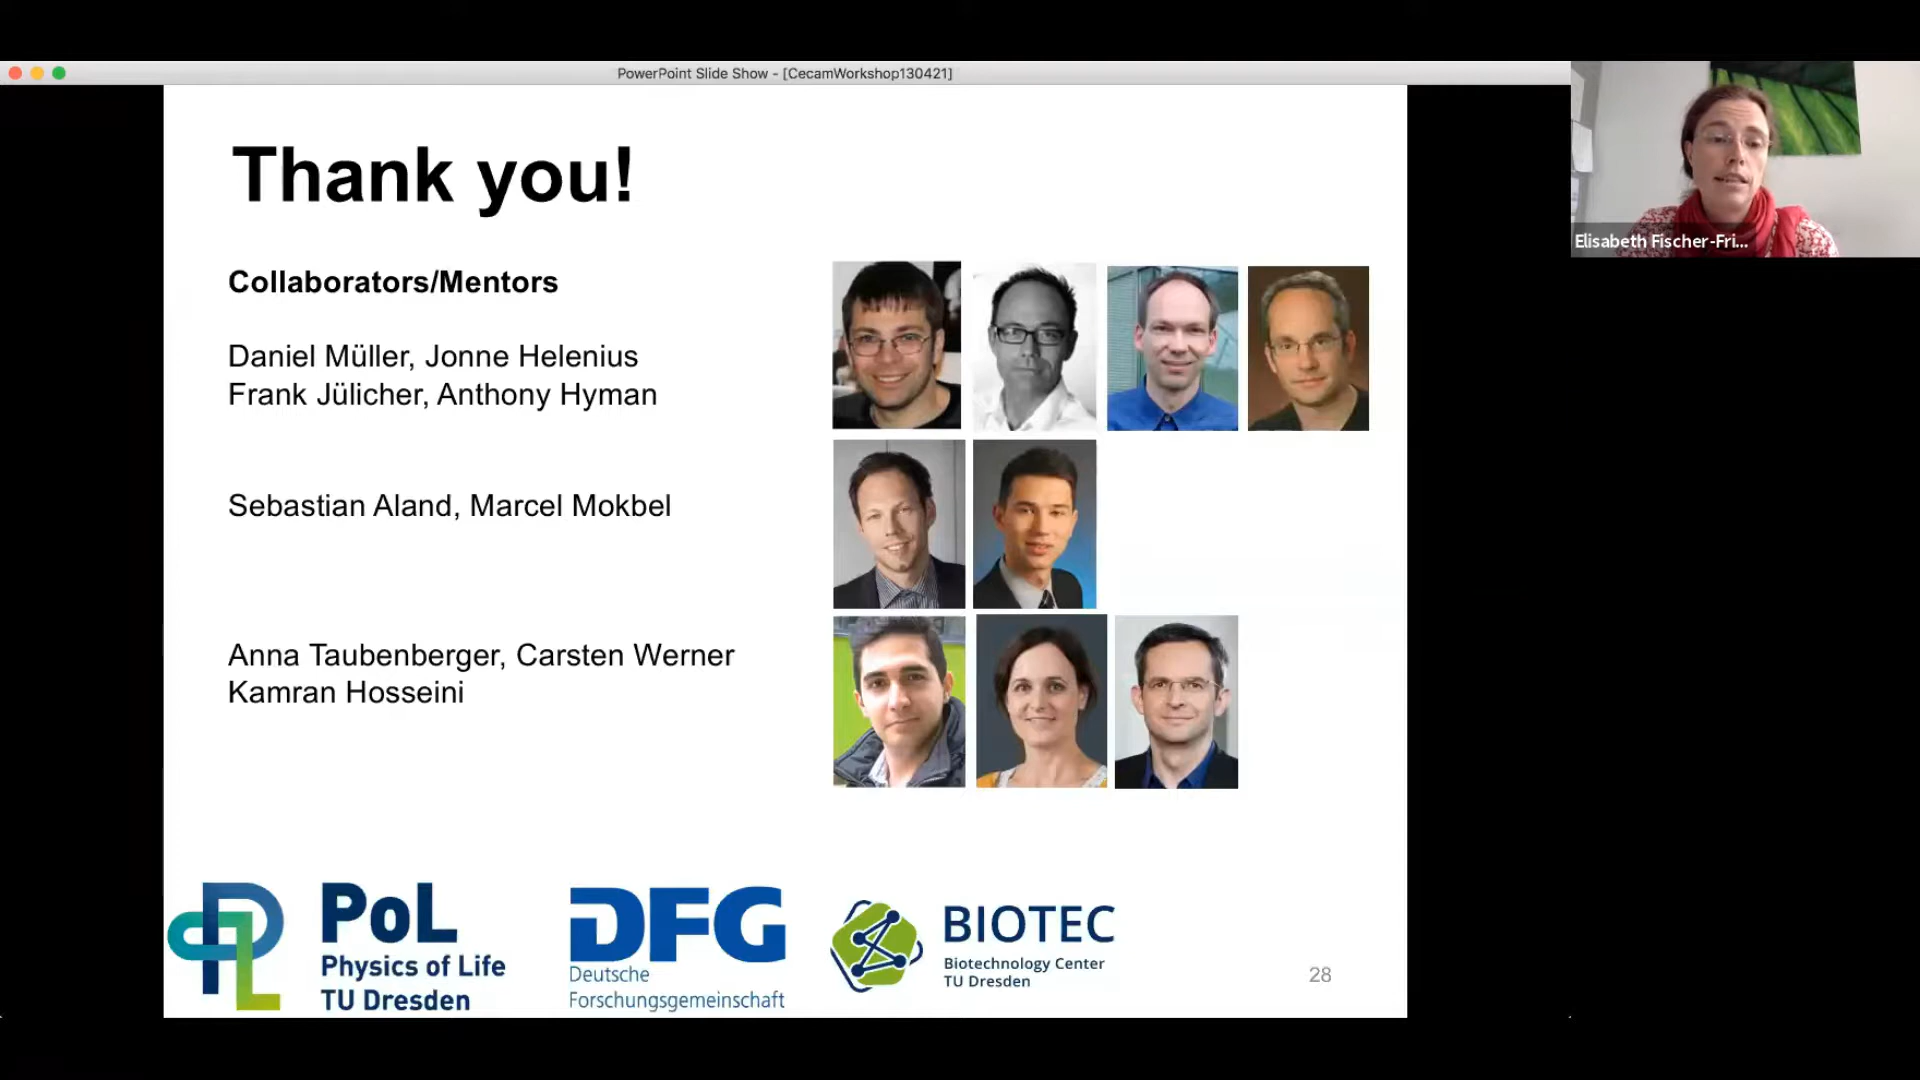 PowerPoint Slide Show - [CecamWorkshop130421]
Elisabeth Fischer-Fri...
Thank you!
Collaborators/Mentors
Daniel Müller, Jonne Helenius
Frank Jülicher, Anthony Hyman
Sebastian Aland, Marcel Mokbel
Anna Taubenberger, Carsten Werner
Kamran Hosseini
PoL
Physics of Life
TU Dresden
DFG
Deutsche
Forschungsgemeinschaft
BIOTEC
Biotechnology Center
TU Dresden
28